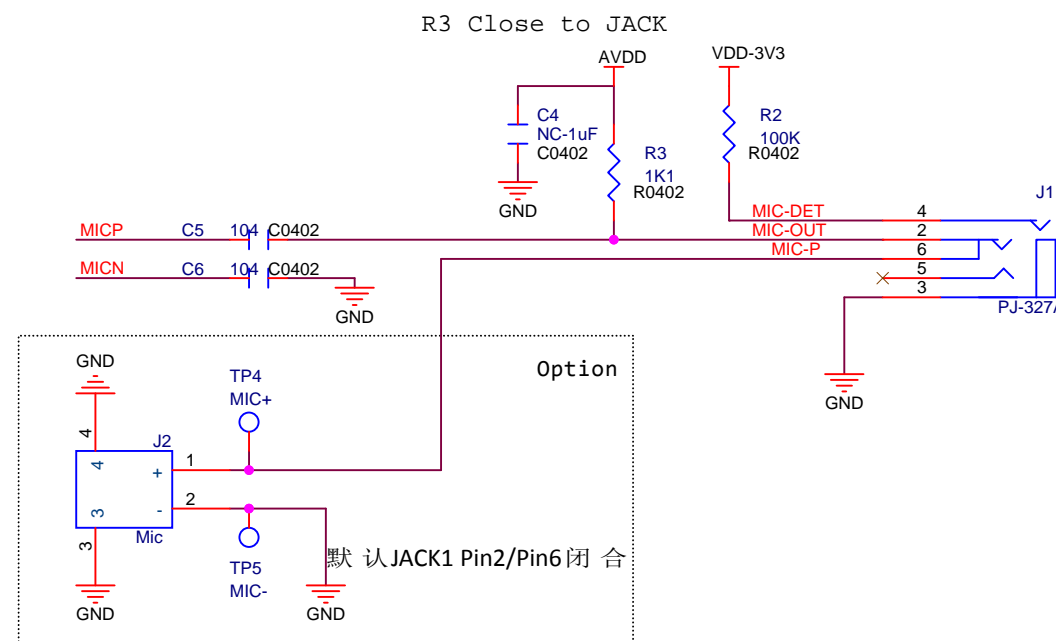 R3 Close to JACK
AVDD
VDD-3V3
C4
NC-1uF
C0402
R3
1K1
R0402
R2
100K
R0402
GND
J1
MIC-DET
4
MICP
C5
104
C0402
MIC-OUT
2
MIC-P
6
MICN
C6
104
C0402
5
3
GND
PJ-327A
GND
Option
GND
TP4
MIC+
4
J2
1
4
+
2
3
-
Mic
3
TP5
MIC-
默认JACK1 Pin2/Pin6闭合
GND
GND